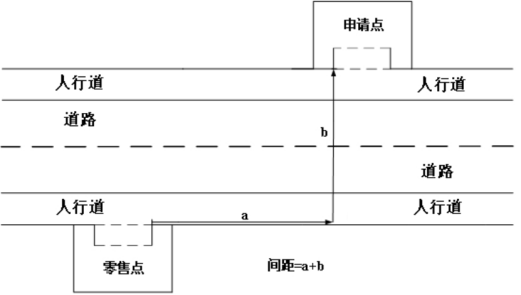 申请点
人行道 人行道
道路
b
道路
人行道 a 人行道
零售点 间距=a+b